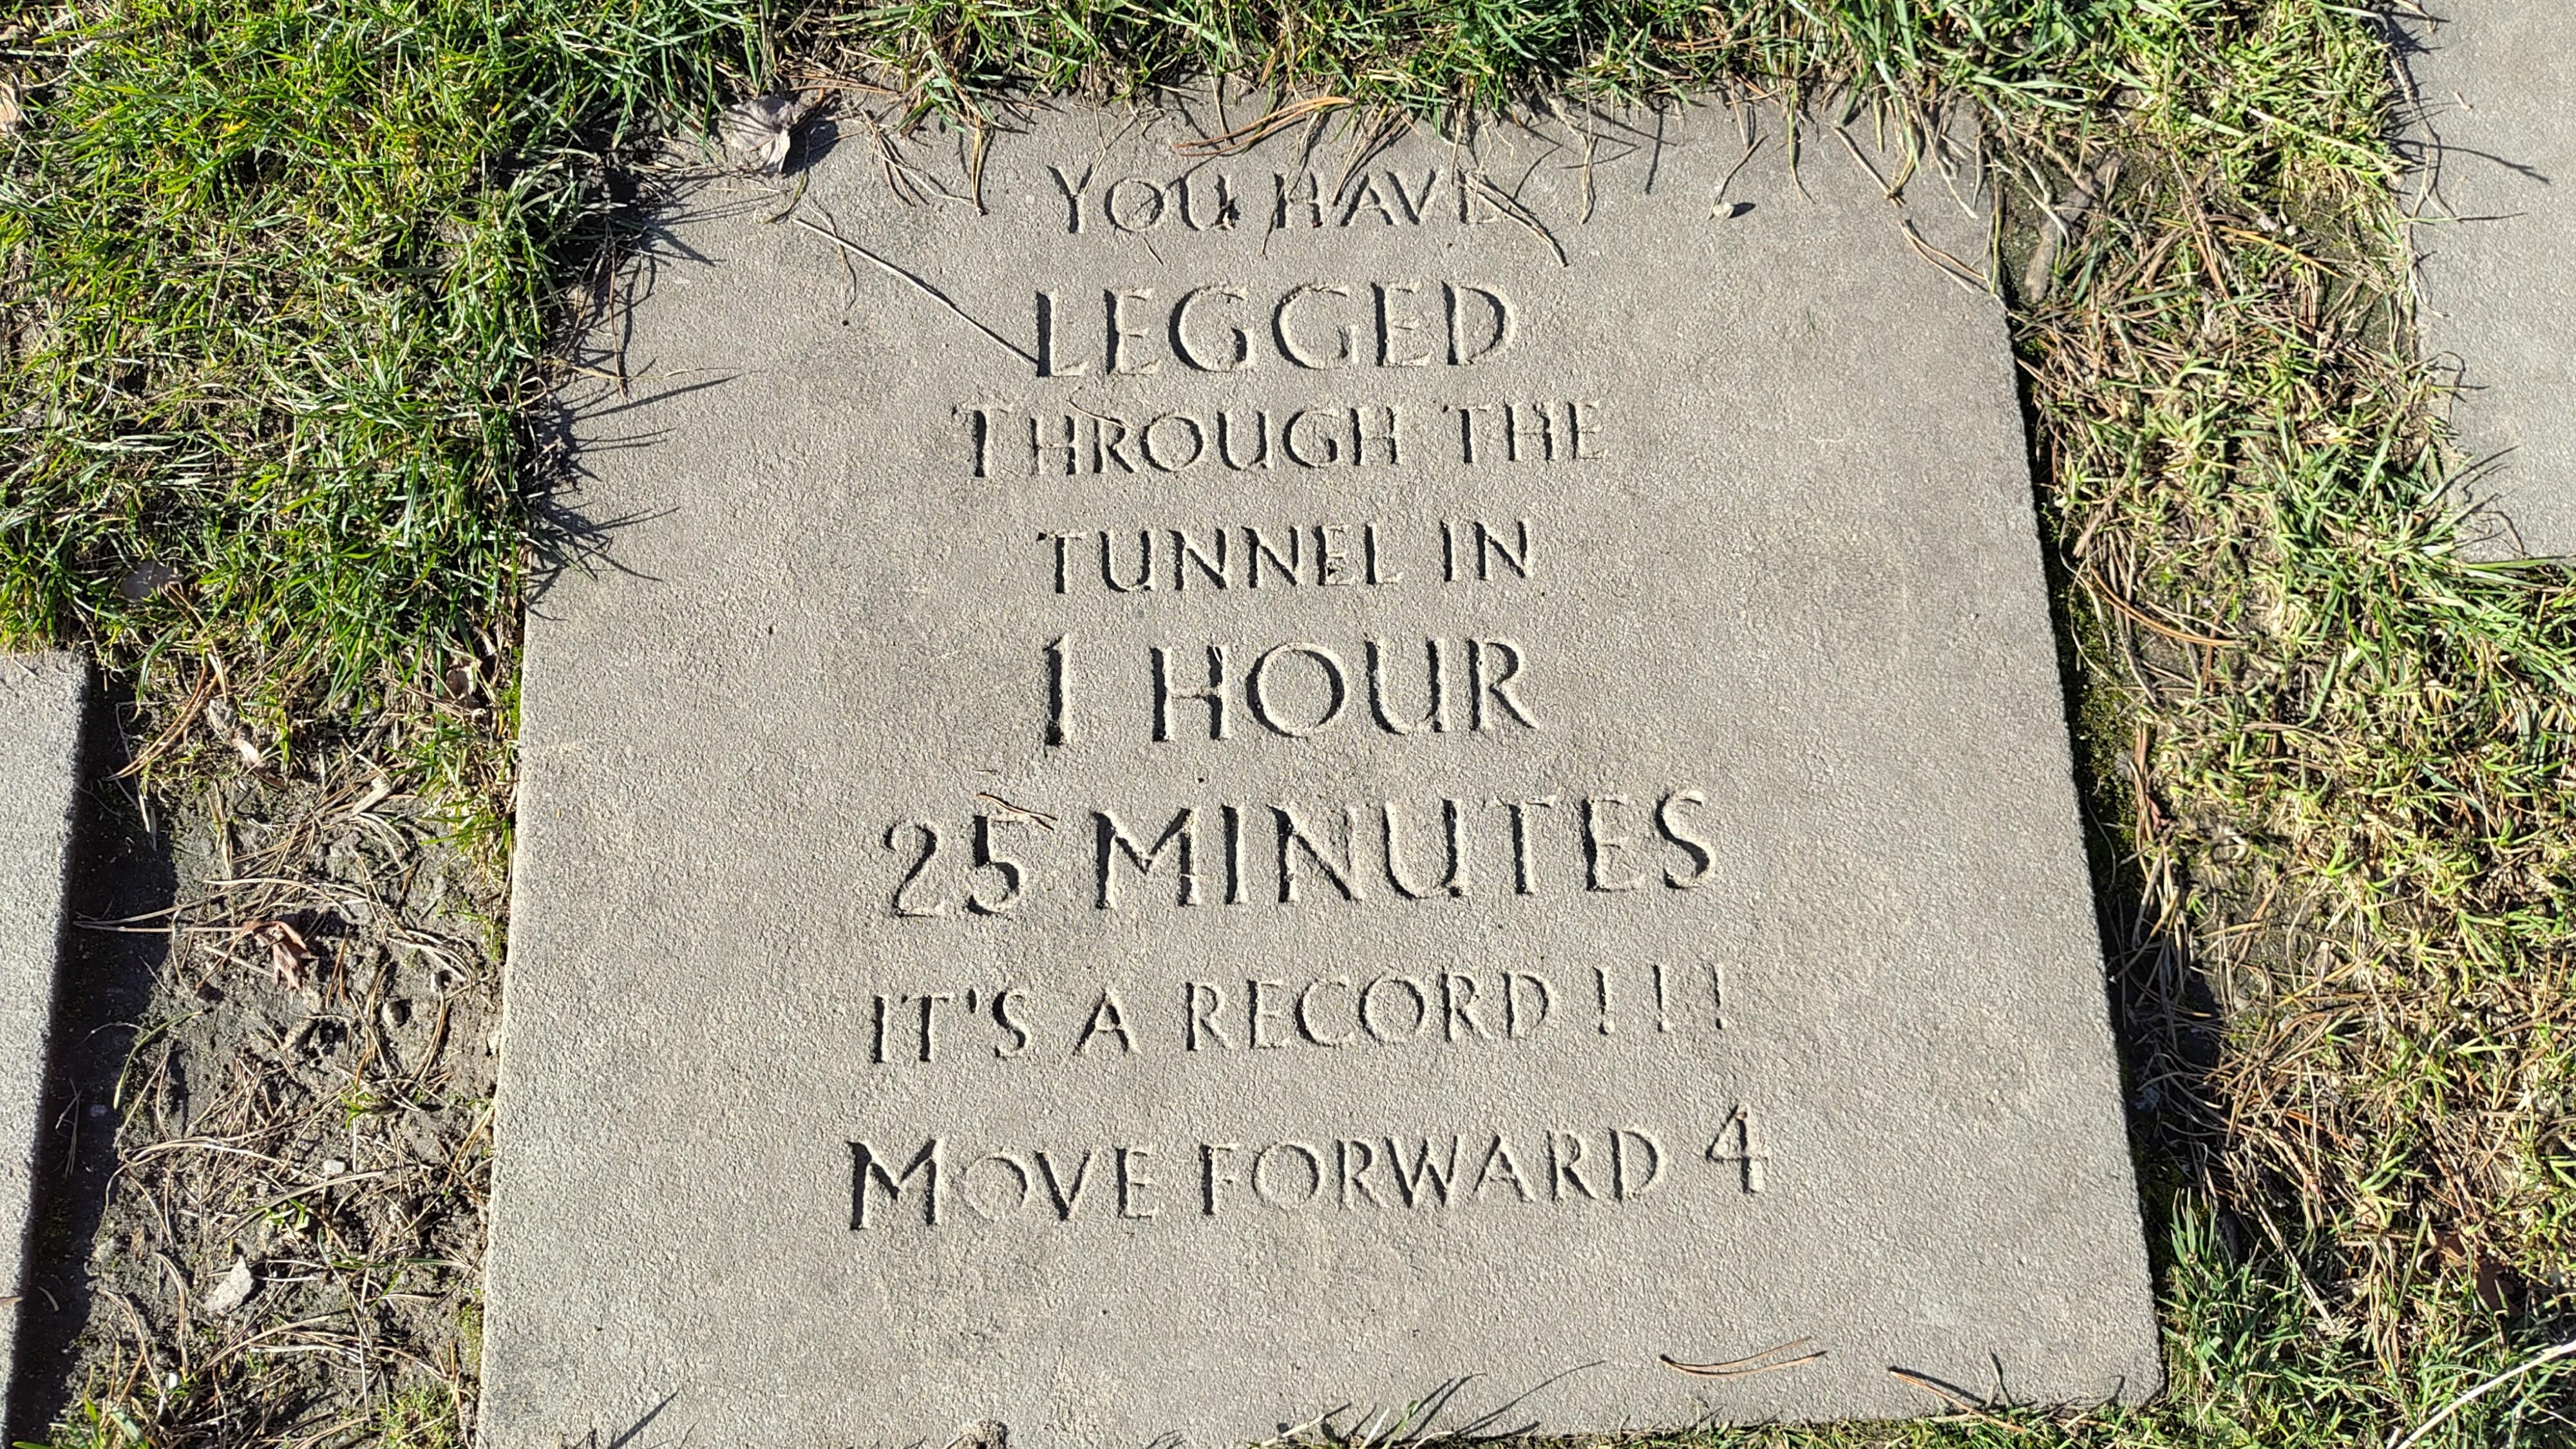 YOU HAVE
LEGGED
THROUGH THE
TUNNEL IN
1 HOUR
25 MINUTES
IT'S A RECORD!!!
MOVE FORWARD 4